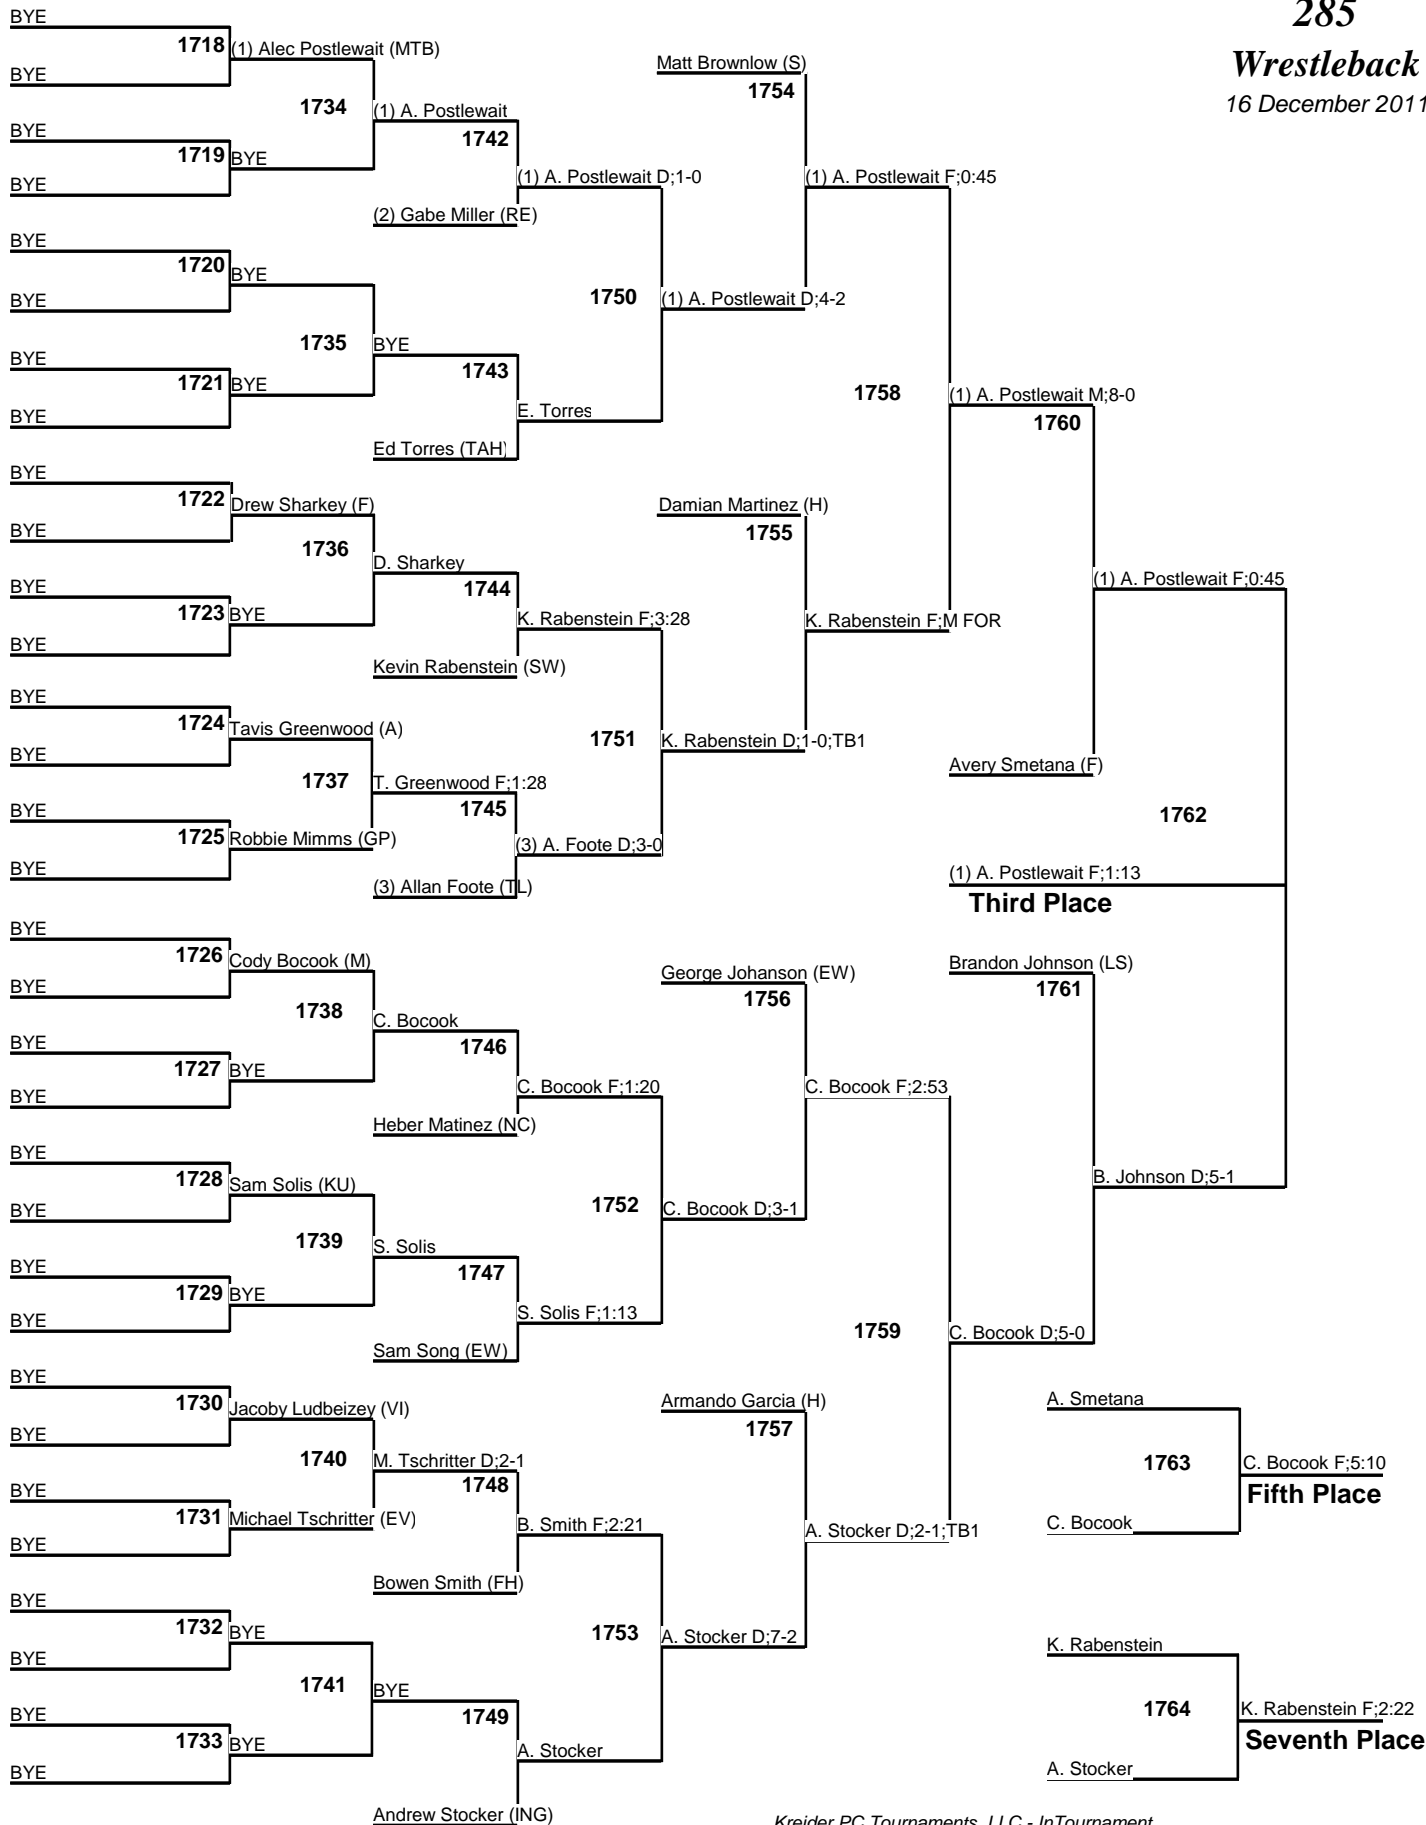 285
Wrestleback
16 December 2011
BYE
1718
(1) Alec Postlewait (MTB)
BYE
1734
(1) A. Postlewait
BYE
1719
BYE
BYE
1742
(1) A. Postlewait D;1-0
(2) Gabe Miller (RE)
BYE
1720
BYE
BYE
1735
BYE
BYE
1721
BYE
BYE
1743
E. Torres
Ed Torres (TAH)
1750
(1) A. Postlewait D;4-2
Matt Brownlow (S)
1754
(1) A. Postlewait F;0:45
BYE
1722
Drew Sharkey (F)
BYE
1736
D. Sharkey
BYE
1723
BYE
BYE
1744
K. Rabenstein F;3:28
Kevin Rabenstein (SW)
BYE
1724
Tavis Greenwood (A)
BYE
1737
T. Greenwood F;1:28
BYE
1725
Robbie Mimms (GP)
BYE
1745
(3) A. Foote D;3-0
(3) Allan Foote (TL)
1751
K. Rabenstein D;1-0;TB1
Damian Martinez (H)
1755
K. Rabenstein F;M FOR
1758
(1) A. Postlewait M;8-0
1760
(1) A. Postlewait F;0:45
Avery Smetana (F)
1762
(1) A. Postlewait F;1:13
Third Place
BYE
1726
Cody Bocook (M)
BYE
1738
C. Bocook
BYE
1727
BYE
BYE
1746
C. Bocook F;1:20
Heber Matinez (NC)
BYE
1728
Sam Solis (KU)
BYE
1739
S. Solis
BYE
1729
BYE
BYE
1747
S. Solis F;1:13
Sam Song (EW)
1752
C. Bocook D;3-1
George Johanson (EW)
1756
C. Bocook F;2:53
BYE
1730
Jacoby Ludbeizey (VI)
BYE
1740
M. Tschritter D;2-1
BYE
1731
Michael Tschritter (EV)
BYE
1748
B. Smith F;2:21
Bowen Smith (FH)
BYE
1732
BYE
BYE
1741
BYE
BYE
1733
BYE
BYE
1749
A. Stocker
Andrew Stocker (ING)
1753
A. Stocker D;7-2
Armando Garcia (H)
1757
A. Stocker D;2-1;TB1
1759
C. Bocook D;5-0
Brandon Johnson (LS)
1761
B. Johnson D;5-1
A. Smetana
1763
C. Bocook F;5:10
Fifth Place
C. Bocook
K. Rabenstein
1764
K. Rabenstein F;2:22
Seventh Place
A. Stocker
Kreider PC Tournaments, LLC - InTournament